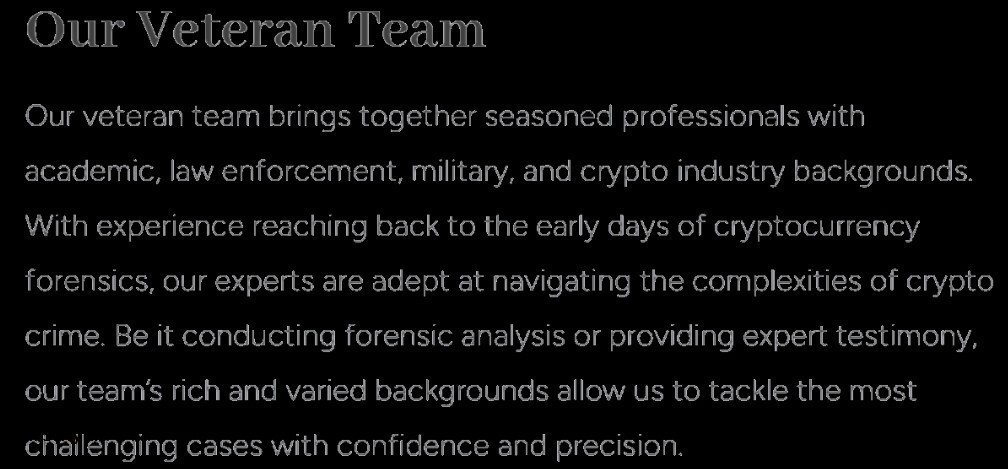 Our Veteran Team
Our veteran team brings together seasoned professionals with
academic, law enforcement, military, and crypto industry backgrounds.
With experience reaching back to the early days of cryptocurrency
forensics, our experts are adept at navigating the complexities of crypto
crime. Be it conducting forensic analysis or providing expert testimony,
our team's rich and varied backgrounds allow us to tackle the most
challenging cases with confidence and precision.